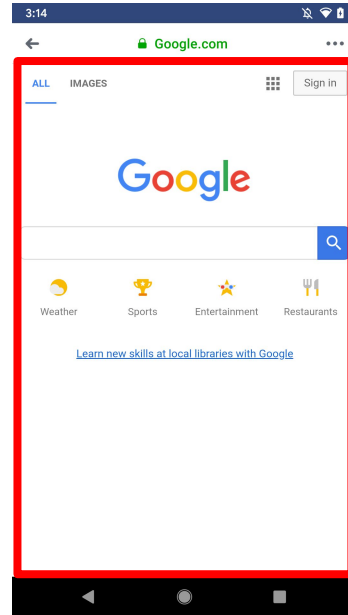 3:14
Google.com
ALL IMAGES Sign in
Google
Weather Sports Entertainment Restaurants
Learn new skills at local libraries with Google